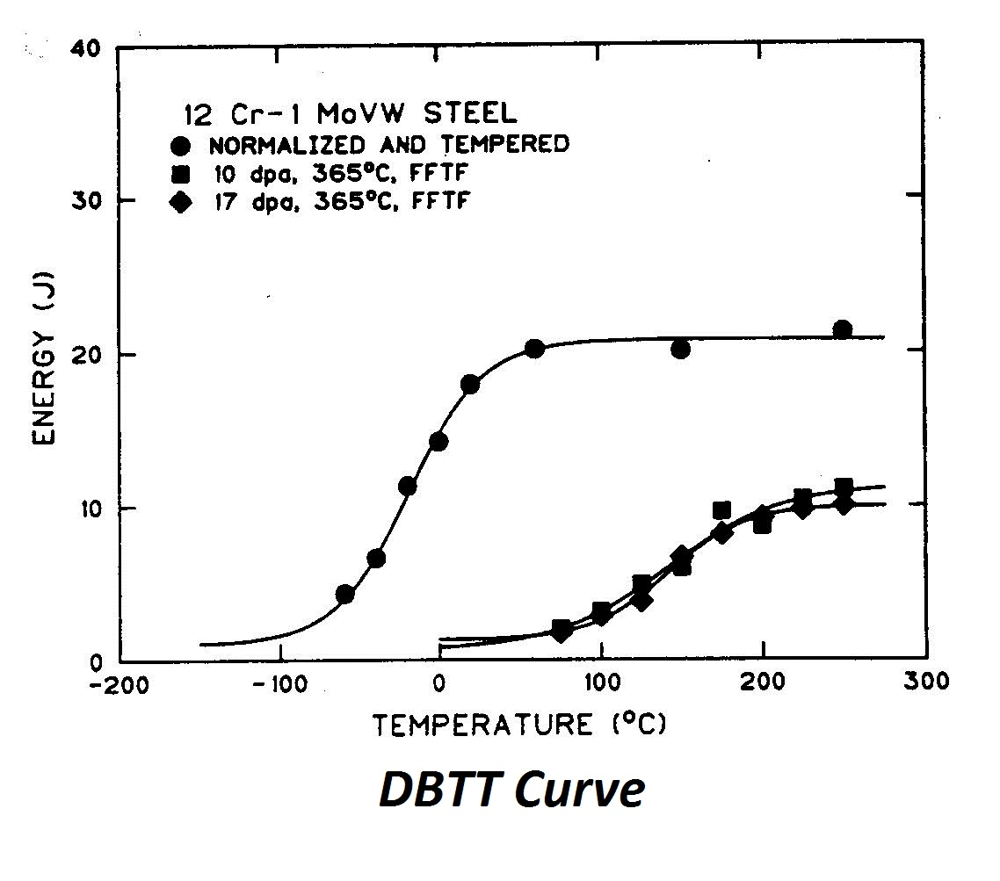 40
12 Cr-1 MoVW STEEL
NORMALIZED AND TEMPERED
10 dpa, 365°C, FFTF
17 dpa, 365°C, FFTF
30
ENERGY (J)
20
10
0
-200 -100 0 100 200 300
TEMPERATURE (°C)
DBTT Curve